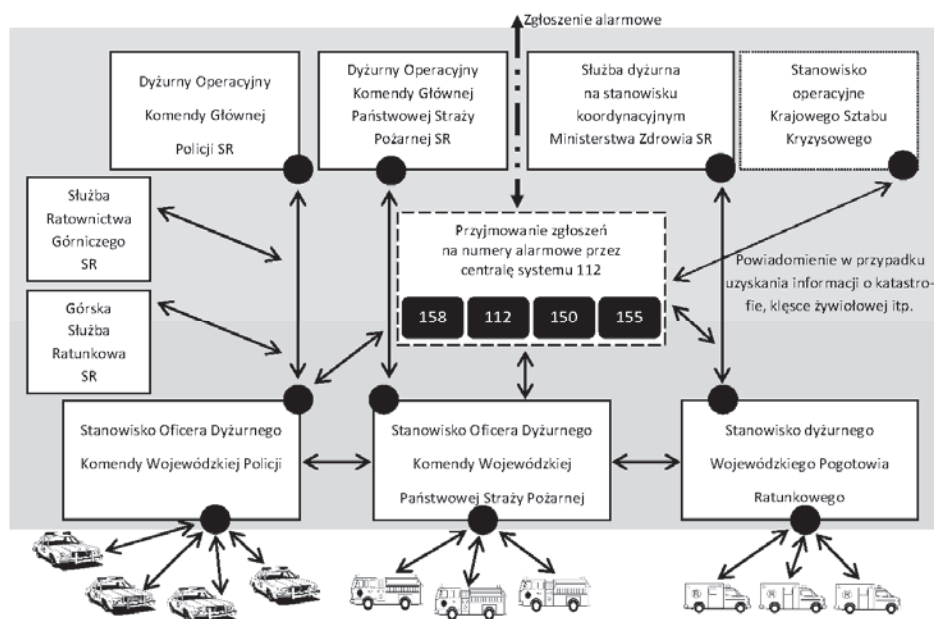 Zgłoszenie alarmowe
Dyżurny Operacyjny
Komendy Głównej
Policji SR
Dyżurny Operacyjny
Komendy Głównej
Państwowej Straży
Pożarnej SR
Służba dyżurna
na stanowisku
koordynacyjnym
Ministerstwa Zdrowia SR
Stanowisko
operacyjne
Krajowego Sztabu
Kryzysowego
Służba
Ratownictwa
Górniczego
SR
Górska
Służba
Ratunkowa
SR
Przyjmowanie zgłoszeń
na numery alarmowe przez
centralę systemu 112
158
112
150
155
Powiadomienie w przypadku
uzyskania informacji o katastro-
fie, klęsce żywiołowej itp.
Stanowisko Oficera Dyżurnego
Komendy Wojewódzkiej Policji
Stanowisko Oficera Dyżurnego
Komendy Wojewódzkiej
Państwowej Straży Pożarnej
Stanowisko dyżurnego
Wojewódzkiego Pogotowia
Ratunkowego